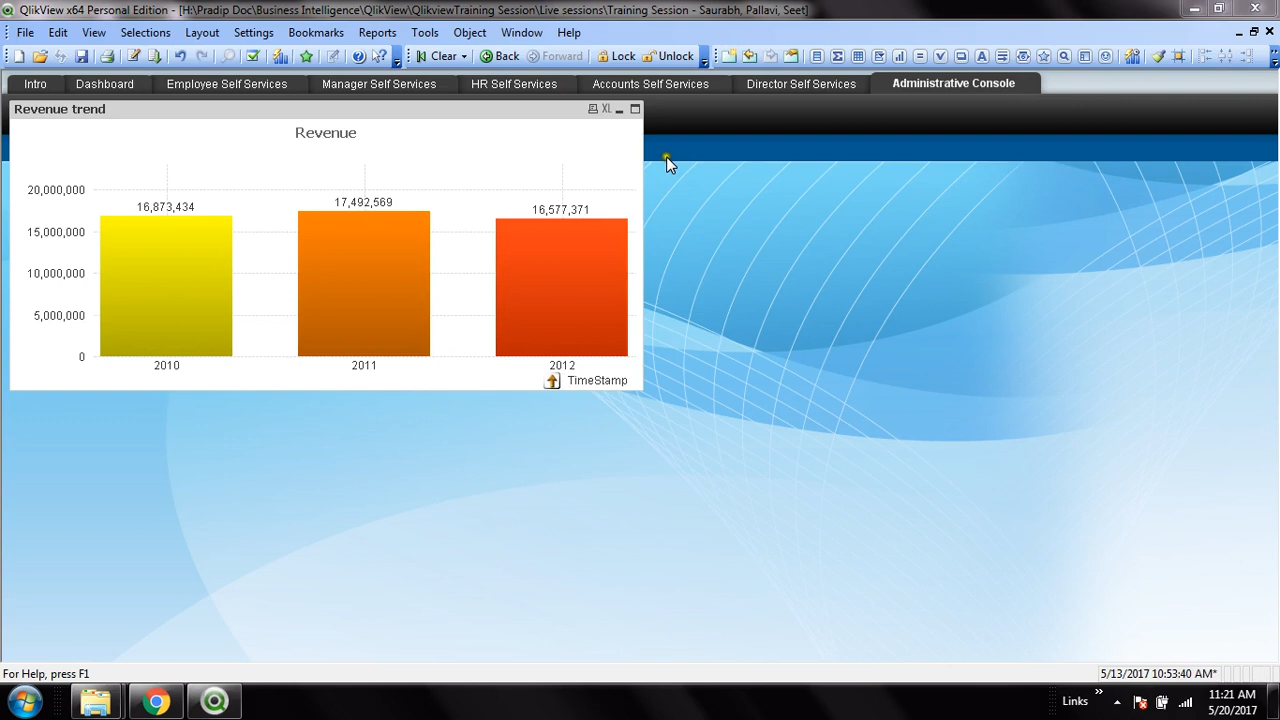 QlikView x64 Personal Edition - [H:\Pradip Doc\Business Intelligence\QlikView\QlikviewTraining Session\Live sessions\Training Session - Saurabh, Pallavi, Seet]
File Edit View Selections Layout Settings Bookmarks Reports Tools Object Window Help
Clear Back Forward Lock Unlock
Intro Dashboard Employee Self Services Manager Self Services HR Self Services Accounts Self Services Director Self Services Administrative Console
Revenue trend XL
Revenue
20,000,000
15,000,000
10,000,000
5,000,000
0
16,873,434 17,492,569 16,577,371
2010 2011 2012
TimeStamp
For Help, press F1 5/13/2017 10:53:40 AM*
Links » 11:21 AM
5/20/2017